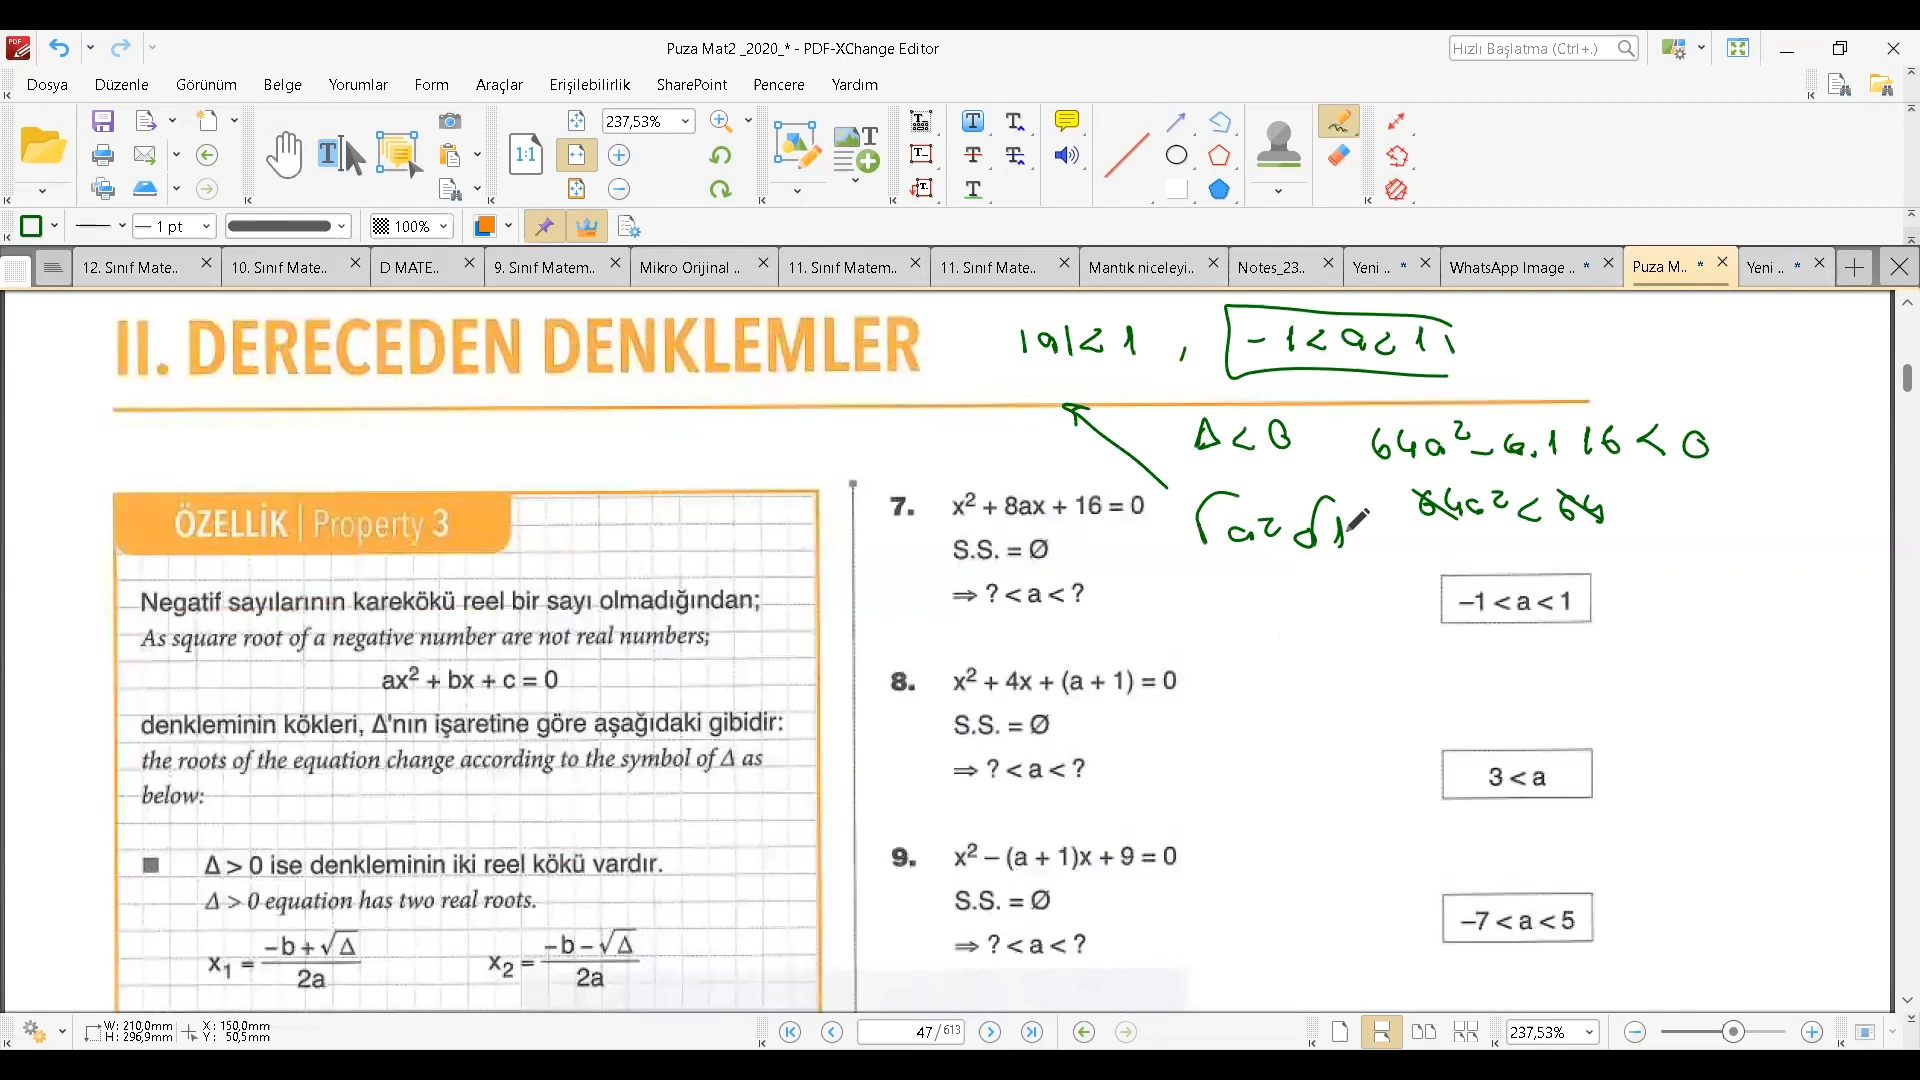 Puza Mat2 _2020_* - PDF-XChange Editor
Hızlı Başlatma (Ctrl+.)
Dosya Düzenle Görünüm Belge Yorumlar Form Araçlar Erişilebilirlik SharePoint Pencere Yardım
237,53%
1:1
1 pt 100%
12. Sınıf Mate.. 10. Sınıf Mate.. D MATE.. 9. Sınıf Matem.. Mikro Orijinal .. 11. Sınıf Matem.. 11. Sınıf Mate.. Mantık niceleyi.. Notes_23.. Yeni .. * WhatsApp Image .. * Puza M.. * Yeni .. *
II. DERECEDEN DENKLEMLER
|a|<1 , -1<a<1
Δ<0 64a²-4.1 16<0
√a² √1 64a²<64
ÖZELLİK | Property 3
Negatif sayılarının karekökü reel bir sayı olmadığından;
As square root of a negative number are not real numbers;
ax² + bx + c = 0
denkleminin kökleri, Δ'nın işaretine göre aşağıdaki gibidir:
the roots of the equation change according to the symbol of Δ as
below:
■ Δ > 0 ise denkleminin iki reel kökü vardır.
Δ > 0 equation has two real roots.
x₁ = (-b + √Δ)/2a x₂ = (-b - √Δ)/2a
7. x² + 8ax + 16 = 0
S.S. = Ø
⇒ ? < a < ?
–1 < a < 1
8. x² + 4x + (a + 1) = 0
S.S. = Ø
⇒ ? < a < ?
3 < a
9. x² – (a + 1)x + 9 = 0
S.S. = Ø
⇒ ? < a < ?
–7 < a < 5
W: 210,0mm X: 150,0mm
H: 296,9mm Y: 50,5mm
47 / 613
237,53%